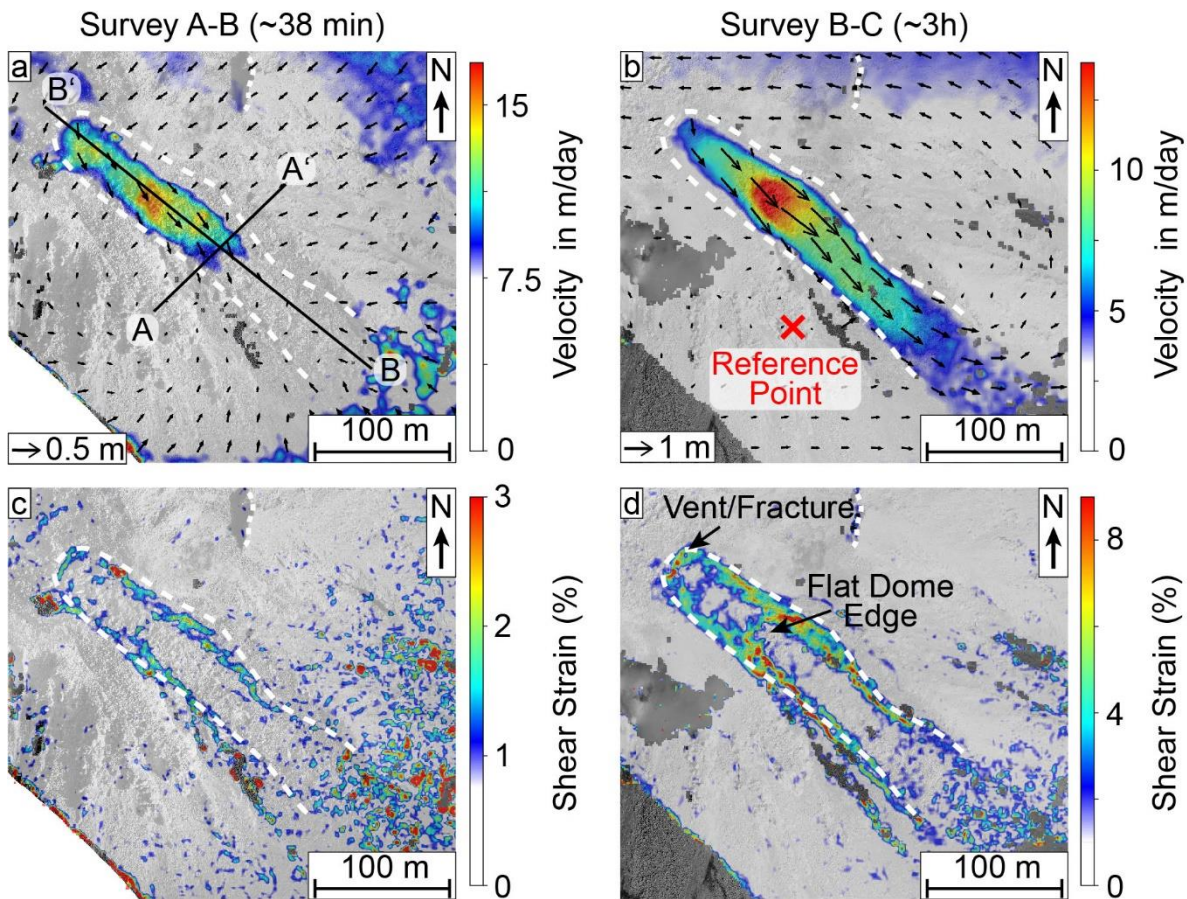 Survey A-B (~38 min)
Survey B-C (~3h)
a
B‘
A‘
A
B
N
0.5 m
100 m
15
7.5
0
Velocity in m/day
b
N
Reference
Point
1 m
100 m
10
5
0
Velocity in m/day
c
N
100 m
3
2
1
0
Shear Strain (%)
d
Vent/Fracture
Flat Dome
Edge
N
100 m
8
4
0
Shear Strain (%)